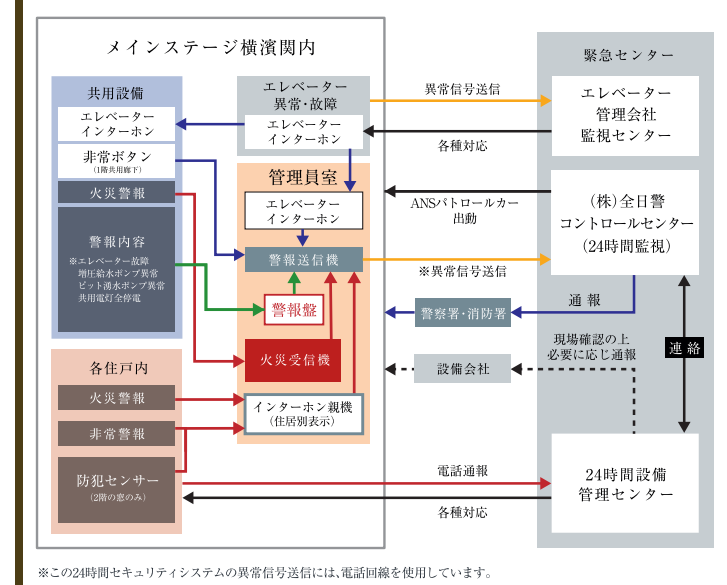 メインステージ横濱関内
共用設備
エレベーター
インターホン
非常ボタン
(1階共用廊下)
火災警報
警報内容
※エレベーター故障
増圧給水ポンプ異常
ピット湧水ポンプ異常
共用電灯全停電
各住戸内
火災警報
非常警報
防犯センサー
(2階の窓のみ)
エレベーター
異常・故障
エレベーター
インターホン
管理員室
エレベーター
インターホン
警報送信機
警報盤
火災受信機
インターホン親機
(住居別表示)
異常信号送信
各種対応
ANSパトロールカー
出動
※異常信号送信
通報
警察署・消防署
設備会社
現場確認の上
必要に応じ通報
電話通報
各種対応
緊急センター
エレベーター
管理会社
監視センター
(株)全日警
コントロールセンター
(24時間監視)
連絡
24時間設備
管理センター
※この24時間セキュリティシステムの異常信号送信には、電話回線を使用しています。